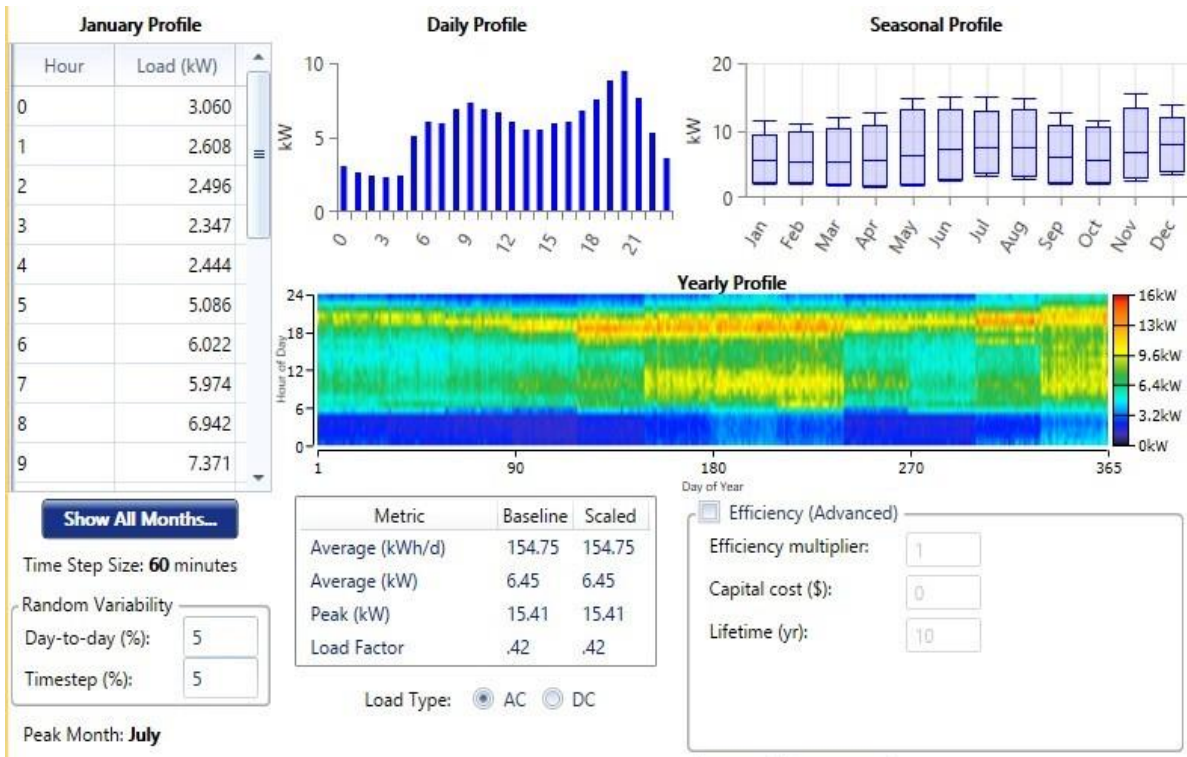 January Profile
Hour Load (kW)
0 3.060
1 2.608
2 2.496
3 2.347
4 2.444
5 5.086
6 6.022
7 5.974
8 6.942
9 7.371
Daily Profile
10
5
0
kW
0 3 6 9 12 15 18 21
Seasonal Profile
20
10
0
kW
Jan Feb Mar Apr May Jun Jul Aug Sep Oct Nov Dec
Yearly Profile
24
18
12
6
0
Hour of Day
1 90 180 270 365
Day of Year
16kW
13kW
9.6kW
6.4kW
3.2kW
0kW
Show All Months...
Time Step Size: 60 minutes
Random Variability
Day-to-day (%): 5
Timestep (%): 5
Peak Month: July
Metric Baseline Scaled
Average (kWh/d) 154.75 154.75
Average (kW) 6.45 6.45
Peak (kW) 15.41 15.41
Load Factor .42 .42
Load Type: AC DC
Efficiency (Advanced)
Efficiency multiplier: 1
Capital cost ($): 0
Lifetime (yr): 10